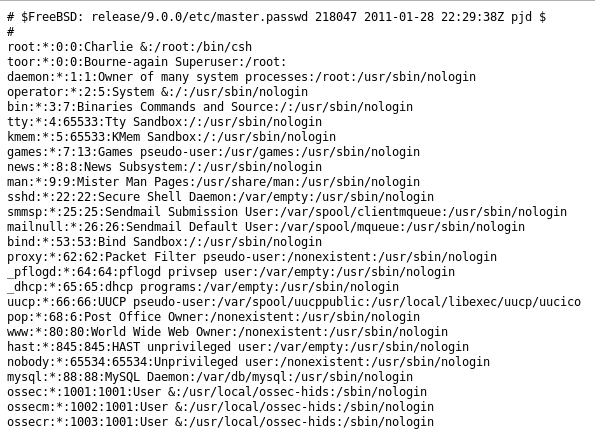 # $FreeBSD: release/9.0.0/etc/master.passwd 218047 2011-01-28 22:29:38Z pjd $
#
root:*:0:0:Charlie &:/root:/bin/csh
toor:*:0:0:Bourne-again Superuser:/root:
daemon:*:1:1:Owner of many system processes:/root:/usr/sbin/nologin
operator:*:2:5:System &:/:/usr/sbin/nologin
bin:*:3:7:Binaries Commands and Source:/:/usr/sbin/nologin
tty:*:4:65533:Tty Sandbox:/:/usr/sbin/nologin
kmem:*:5:65533:KMem Sandbox:/:/usr/sbin/nologin
games:*:7:13:Games pseudo-user:/usr/games:/usr/sbin/nologin
news:*:8:8:News Subsystem:/:/usr/sbin/nologin
man:*:9:9:Mister Man Pages:/usr/share/man:/usr/sbin/nologin
sshd:*:22:22:Secure Shell Daemon:/var/empty:/usr/sbin/nologin
smmsp:*:25:25:Sendmail Submission User:/var/spool/clientmqueue:/usr/sbin/nologin
mailnull:*:26:26:Sendmail Default User:/var/spool/mqueue:/usr/sbin/nologin
bind:*:53:53:Bind Sandbox:/:/usr/sbin/nologin
proxy:*:62:62:Packet Filter pseudo-user:/nonexistent:/usr/sbin/nologin
_pflogd:*:64:64:pflogd privsep user:/var/empty:/usr/sbin/nologin
_dhcp:*:65:65:dhcp programs:/var/empty:/usr/sbin/nologin
uucp:*:66:66:UUCP pseudo-user:/var/spool/uucppublic:/usr/local/libexec/uucp/uucico
pop:*:68:6:Post Office Owner:/nonexistent:/usr/sbin/nologin
www:*:80:80:World Wide Web Owner:/nonexistent:/usr/sbin/nologin
hast:*:845:845:HAST unprivileged user:/var/empty:/usr/sbin/nologin
nobody:*:65534:65534:Unprivileged user:/nonexistent:/usr/sbin/nologin
mysql:*:88:88:MySQL Daemon:/var/db/mysql:/usr/sbin/nologin
ossec:*:1001:1001:User &:/usr/local/ossec-hids:/sbin/nologin
ossecm:*:1002:1001:User &:/usr/local/ossec-hids:/sbin/nologin
ossecr:*:1003:1001:User &:/usr/local/ossec-hids:/sbin/nologin